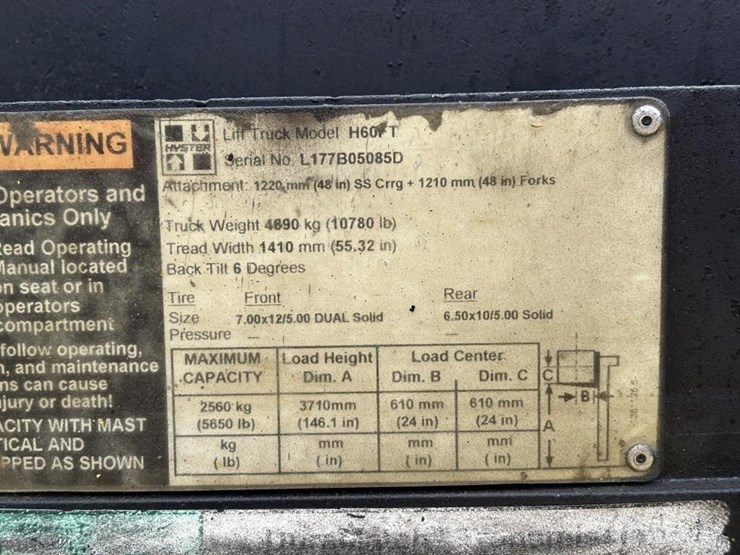 WARNING
Operators and
anics Only
Read Operating
Manual located
on seat or in
operators
compartment
follow operating,
n, and maintenance
ns can cause
jury or death!
ACITY WITH MAST
TICAL AND
PPED AS SHOWN
HYSTER
Lift Truck Model H60FT
Serial No. L177B05085D
Attachment: 1220 mm (48 in) SS Crrg + 1210 mm (48 in) Forks
Truck Weight 4890 kg (10780 lb)
Tread Width 1410 mm (55.32 in)
Back Tilt 6 Degrees
Tire Front Rear
Size 7.00x12/5.00 DUAL Solid 6.50x10/5.00 Solid
Pressure --- ---
MAXIMUM CAPACITY Load Height Dim. A Load Center Dim. B Dim. C
2560 kg (5650 lb) 3710mm (146.1 in) 610 mm (24 in) 610 mm (24 in)
kg (lb) mm (in) mm (in) mm (in)
C
B
A